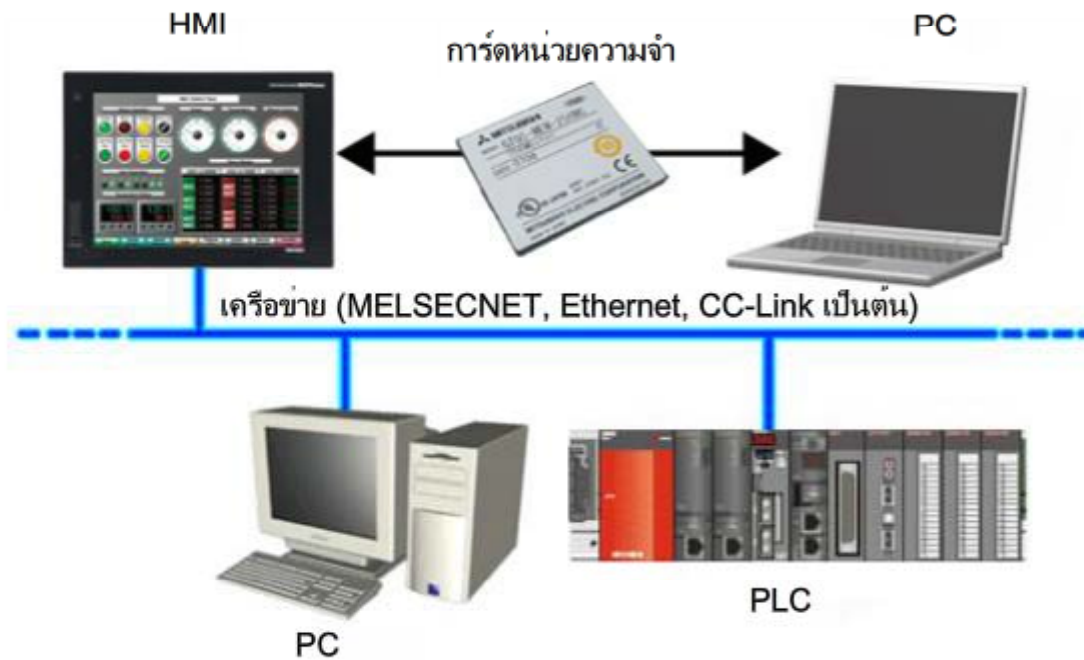 HMI
PC
การ์ดหน่วยความจำ
MITSUBISHI
เครือข่าย (MELSECNET, Ethernet, CC-Link เป็นต้น)
PC
PLC